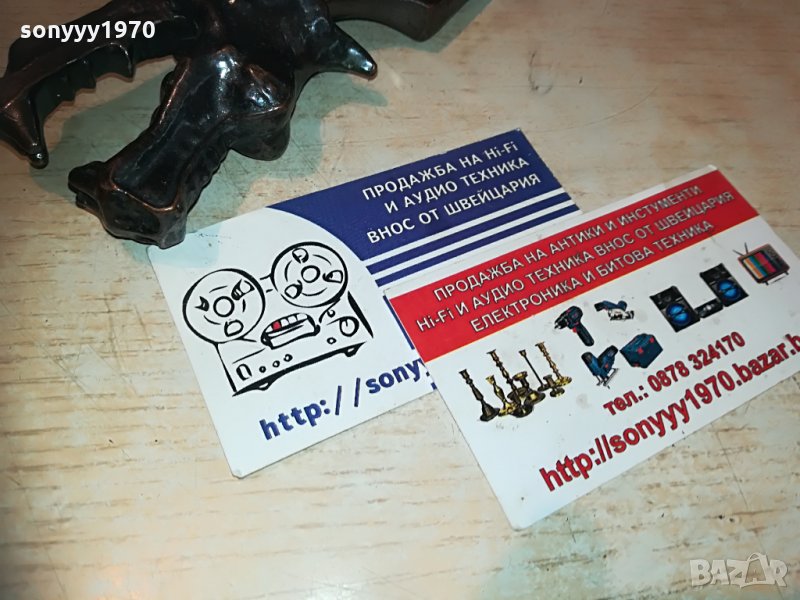 sonyyy1970
ПРОДАЖБА НА Hi-Fi
И АУДИО ТЕХНИКА
ВНОС ОТ ШВЕЙЦАРИЯ
http://sony
ПРОДАЖБА НА АНТИКИ И ИНСТУМЕНТИ
Hi-Fi И АУДИО ТЕХНИКА ВНОС ОТ ШВЕЙЦАРИЯ
ЕЛЕКТРОНИКА И БИТОВА ТЕХНИКА
тел.: 0878 324170
http://sonyyy1970.bazar.b
BAZAR